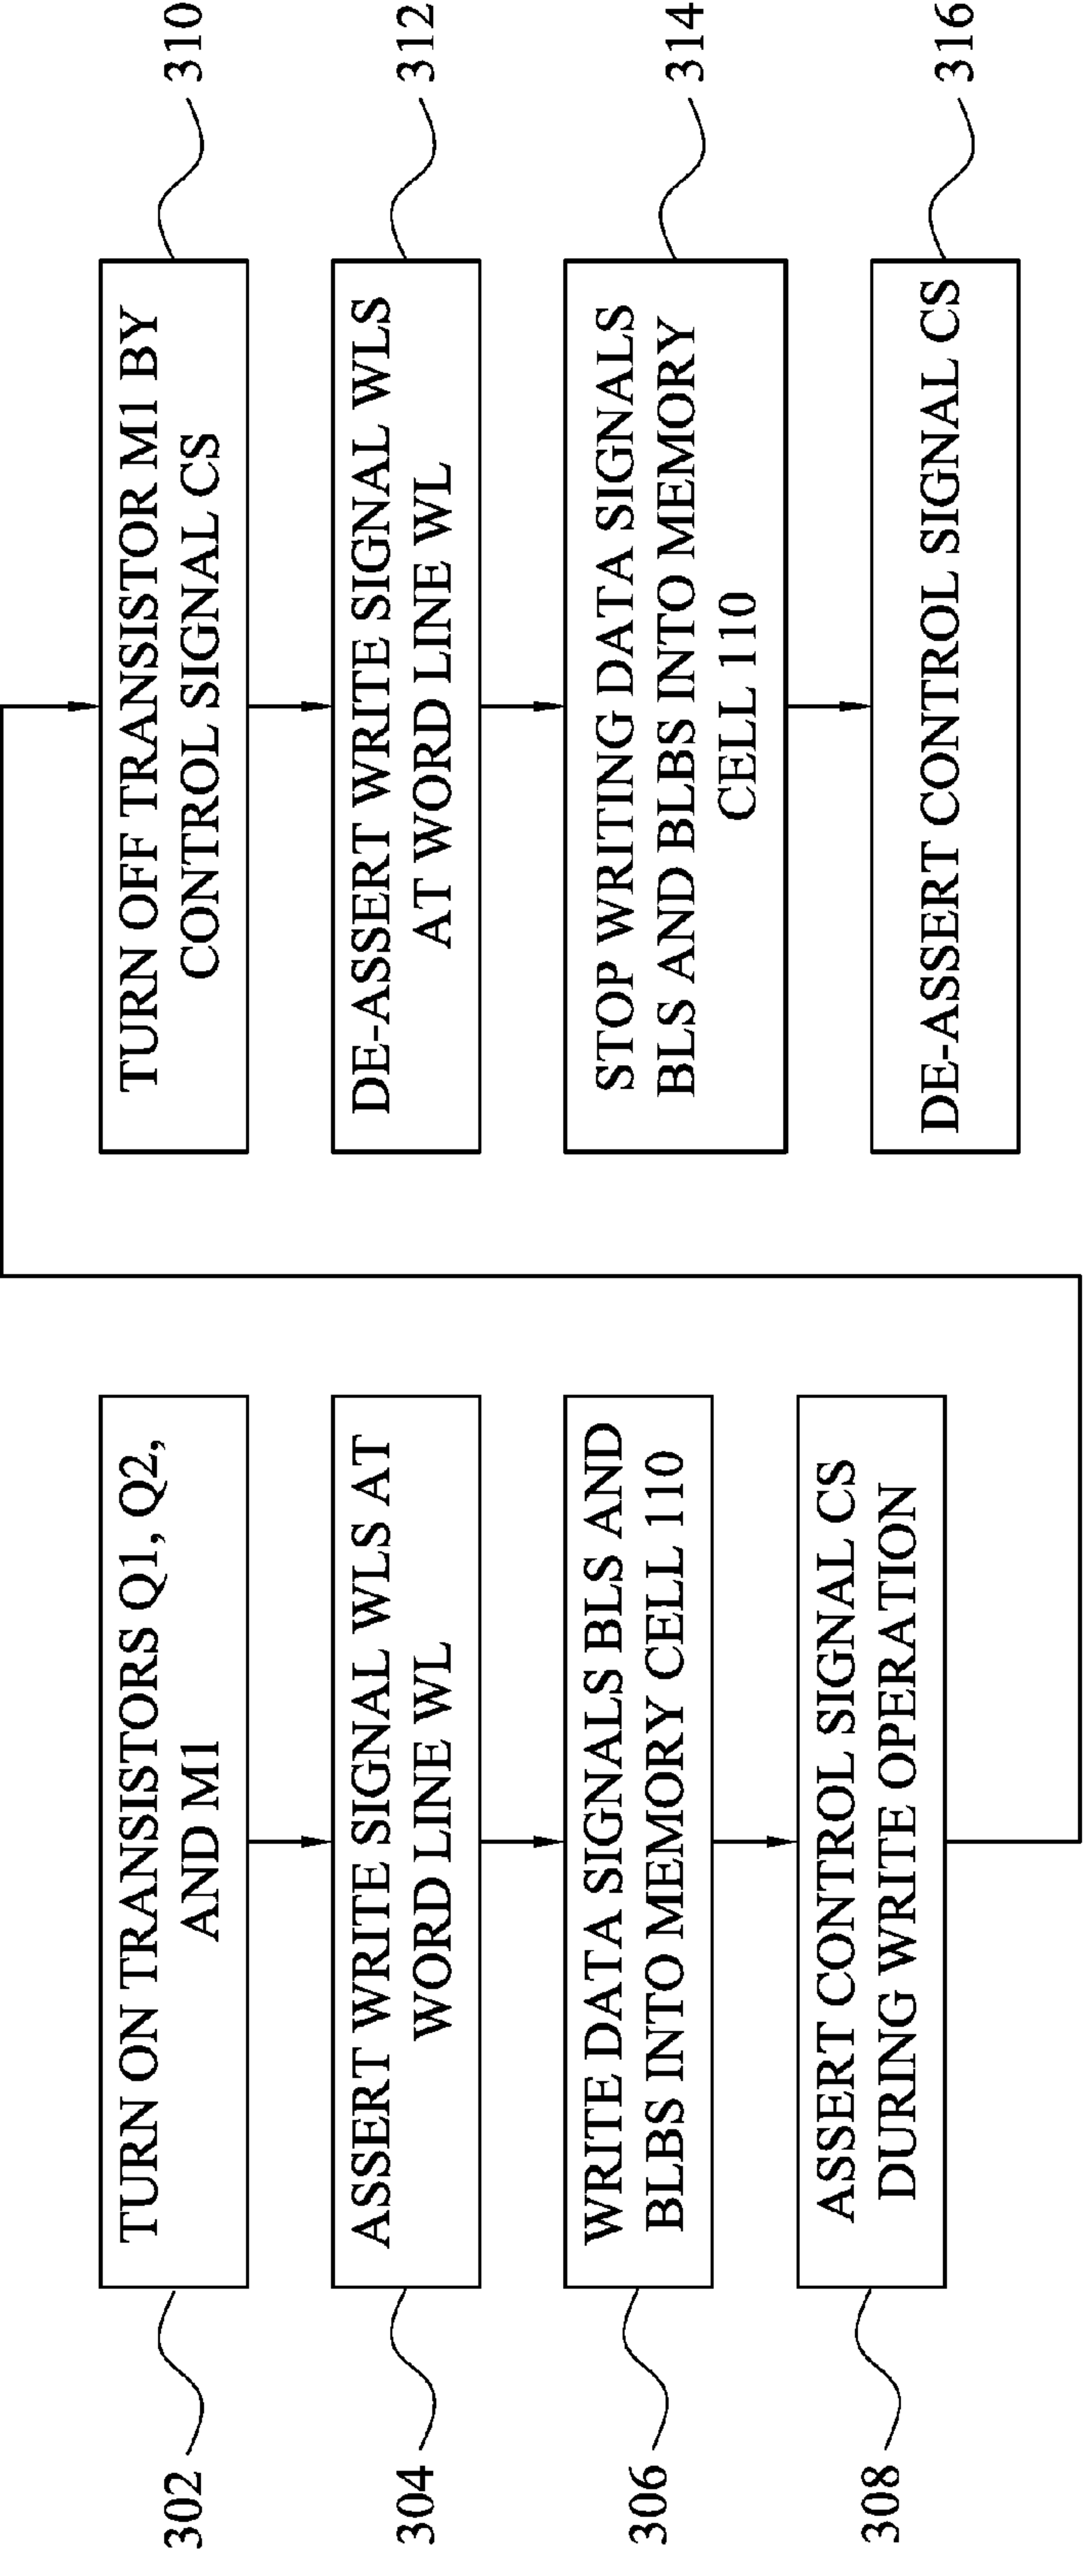 302
TURN ON TRANSISTORS Q1, Q2,
AND M1
304
ASSERT WRITE SIGNAL WLS AT
WORD LINE WL
306
WRITE DATA SIGNALS BLS AND
BLBS INTO MEMORY CELL 110
308
ASSERT CONTROL SIGNAL CS
DURING WRITE OPERATION
310
TURN OFF TRANSISTOR M1 BY
CONTROL SIGNAL CS
312
DE-ASSERT WRITE SIGNAL WLS
AT WORD LINE WL
314
STOP WRITING DATA SIGNALS
BLS AND BLBS INTO MEMORY
CELL 110
316
DE-ASSERT CONTROL SIGNAL CS